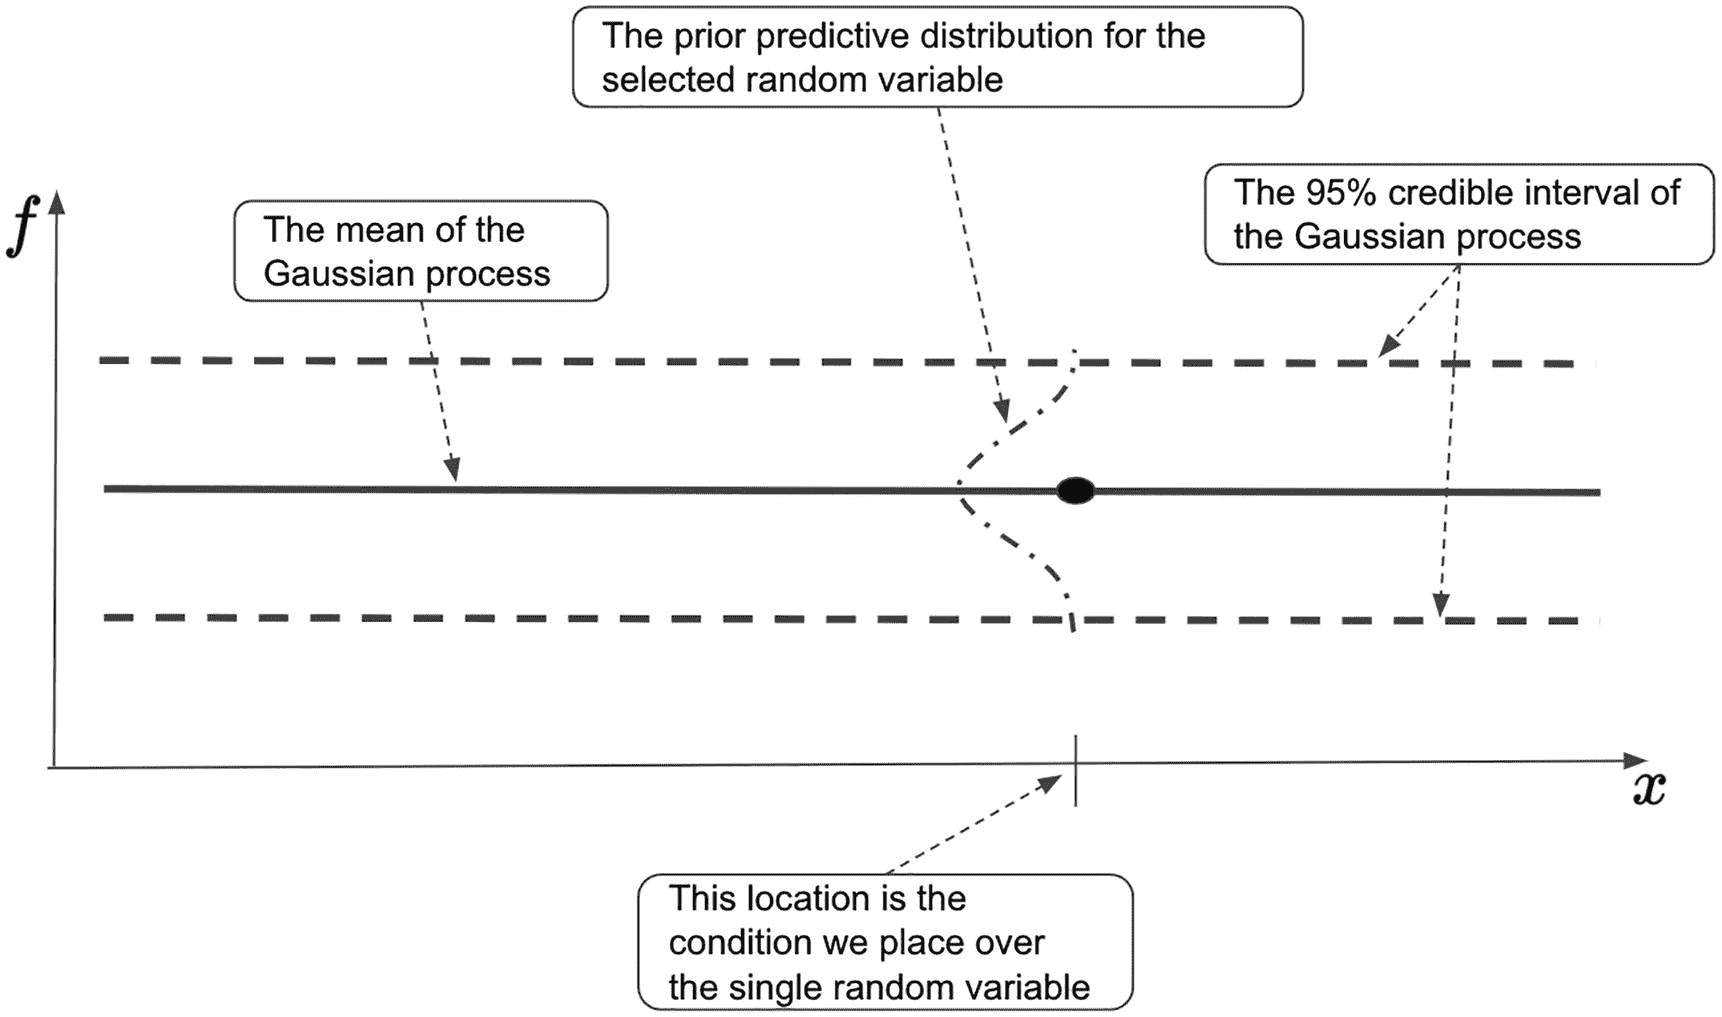 The prior predictive distribution for the
selected random variable
The 95% credible interval of
the Gaussian process
f
The mean of the
Gaussian process
x
This location is the
condition we place over
the single random variable